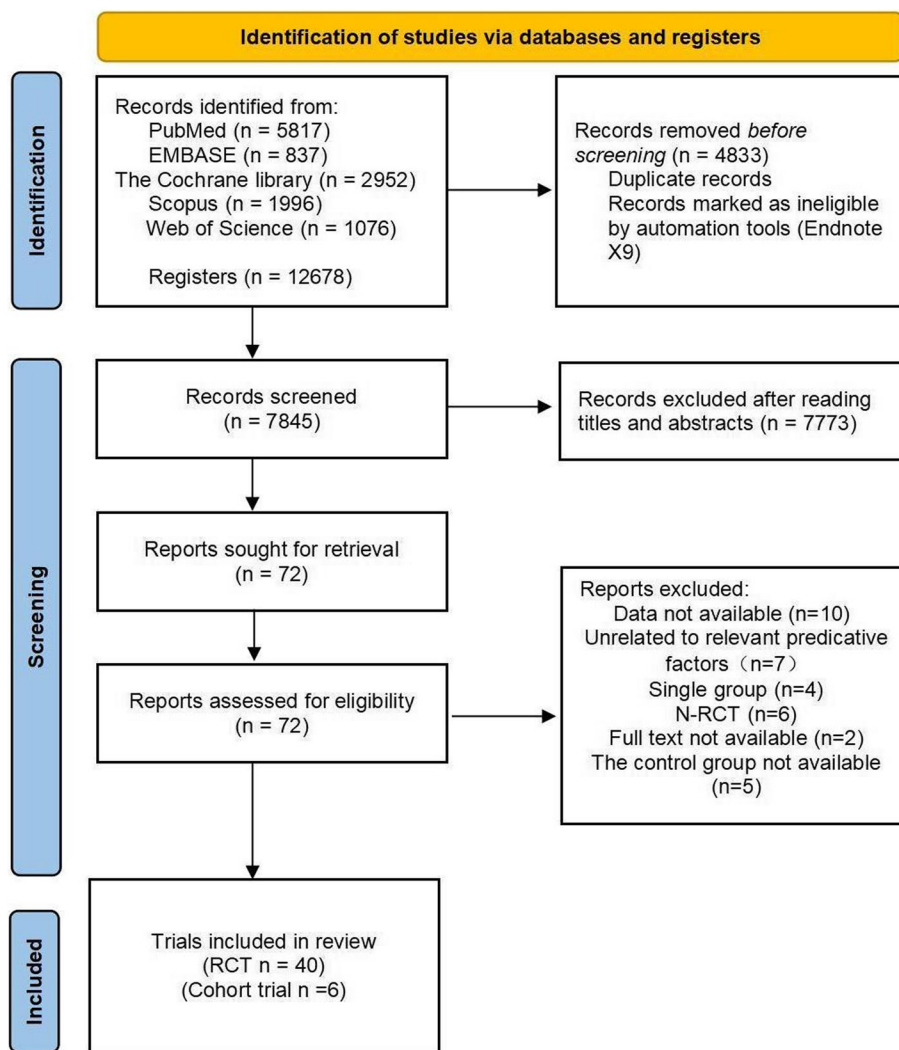 Identification of studies via databases and registers
Identification
Records identified from:
PubMed (n = 5817)
EMBASE (n = 837)
The Cochrane library (n = 2952)
Scopus (n = 1996)
Web of Science (n = 1076)
Registers (n = 12678)
Records removed before
screening (n = 4833)
Duplicate records
Records marked as ineligible
by automation tools (Endnote
X9)
Screening
Records screened
(n = 7845)
Records excluded after reading
titles and abstracts (n = 7773)
Reports sought for retrieval
(n = 72)
Reports assessed for eligibility
(n = 72)
Reports excluded:
Data not available (n=10)
Unrelated to relevant predicative
factors（n=7）
Single group (n=4)
N-RCT (n=6)
Full text not available (n=2)
The control group not available
(n=5)
Included
Trials included in review
(RCT n = 40)
(Cohort trial n =6)